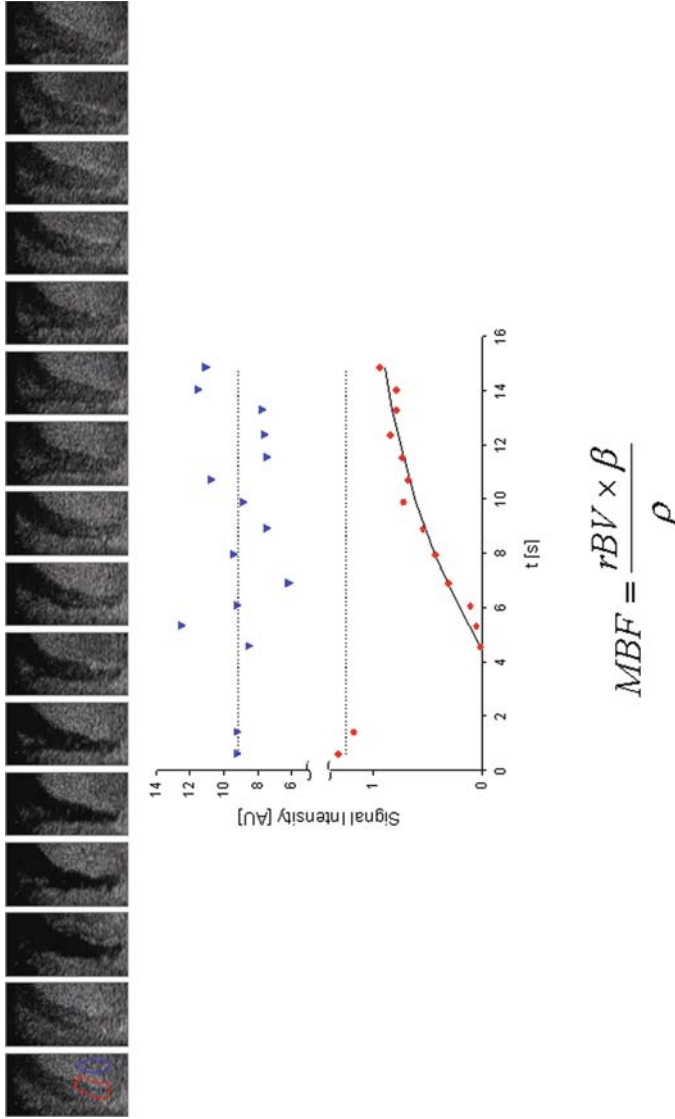 14
12
10
8
6
1
0
Signal Intensity [AU]
0 2 4 6 8 10 12 14 16
t [s]
MBF = rBV × β / ρ